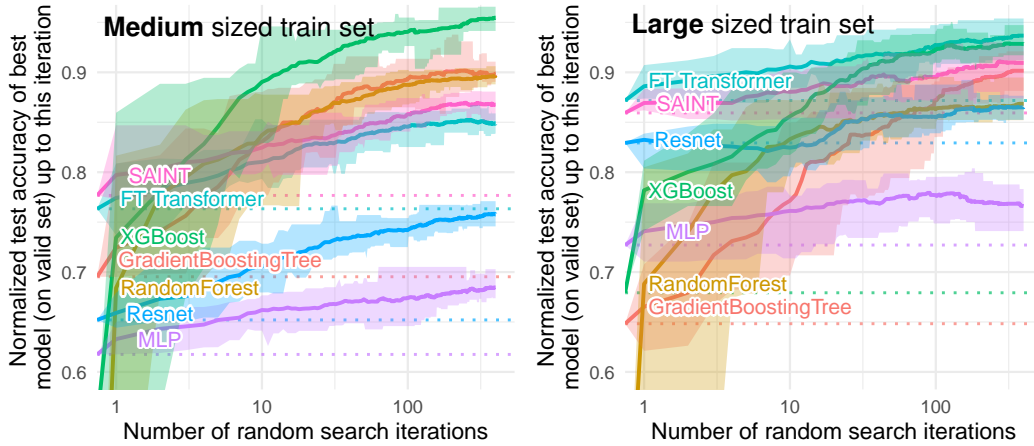 Medium sized train set
Normalized test accuracy of best
model (on valid set) up to this iteration
0.9
0.8
0.7
0.6
SAINT
FT Transformer
XGBoost
GradientBoostingTree
RandomForest
Resnet
MLP
1
10
100
Number of random search iterations
Large sized train set
Normalized test accuracy of best
model (on valid set) up to this iteration
0.9
0.8
0.7
0.6
FT Transformer
SAINT
Resnet
XGBoost
MLP
RandomForest
GradientBoostingTree
1
10
100
Number of random search iterations